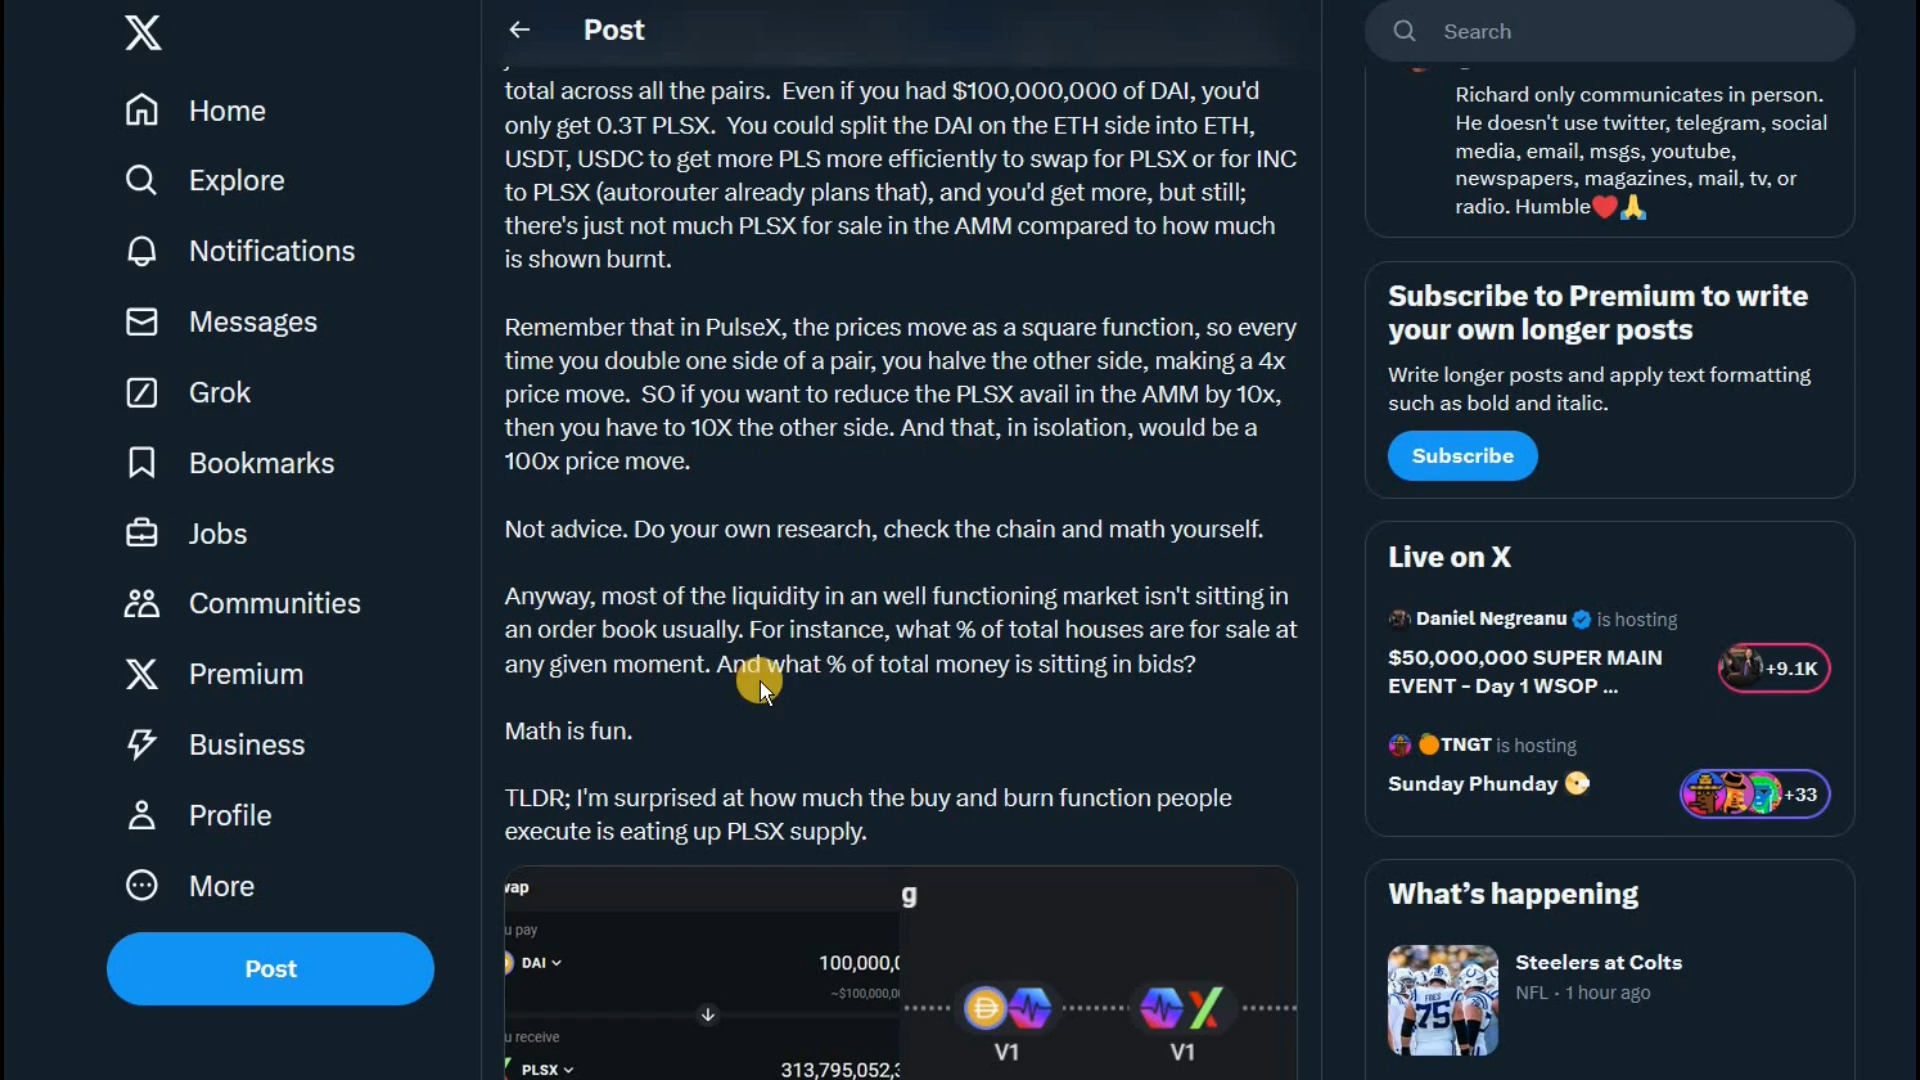 Home
Explore
Notifications
Messages
Grok
Bookmarks
Jobs
Communities
Premium
Business
Profile
More
Post
Post
total across all the pairs.  Even if you had $100,000,000 of DAI, you'd
only get 0.3T PLSX.  You could split the DAI on the ETH side into ETH,
USDT, USDC to get more PLS more efficiently to swap for PLSX or for INC
to PLSX (autorouter already plans that), and you'd get more, but still;
there's just not much PLSX for sale in the AMM compared to how much
is shown burnt.
Remember that in PulseX, the prices move as a square function, so every
time you double one side of a pair, you halve the other side, making a 4x
price move.  SO if you want to reduce the PLSX avail in the AMM by 10x,
then you have to 10X the other side. And that, in isolation, would be a
100x price move.
Not advice. Do your own research, check the chain and math yourself.
Anyway, most of the liquidity in an well functioning market isn't sitting in
an order book usually. For instance, what % of total houses are for sale at
any given moment. And what % of total money is sitting in bids?
Math is fun.
TLDR; I'm surprised at how much the buy and burn function people
execute is eating up PLSX supply.
vap
u pay
DAI
100,000,0
~$100,000,00
u receive
PLSX
313,795,052,3
g
V1
V1
Search
Richard only communicates in person.
He doesn't use twitter, telegram, social
media, email, msgs, youtube,
newspapers, magazines, mail, tv, or
radio. Humble❤️🙏
Subscribe to Premium to write
your own longer posts
Write longer posts and apply text formatting
such as bold and italic.
Subscribe
Live on X
Daniel Negreanu is hosting
$50,000,000 SUPER MAIN
EVENT - Day 1 WSOP ...
+9.1K
🍊TNGT is hosting
Sunday Phunday
+33
What's happening
Steelers at Colts
NFL · 1 hour ago
FRIES
75